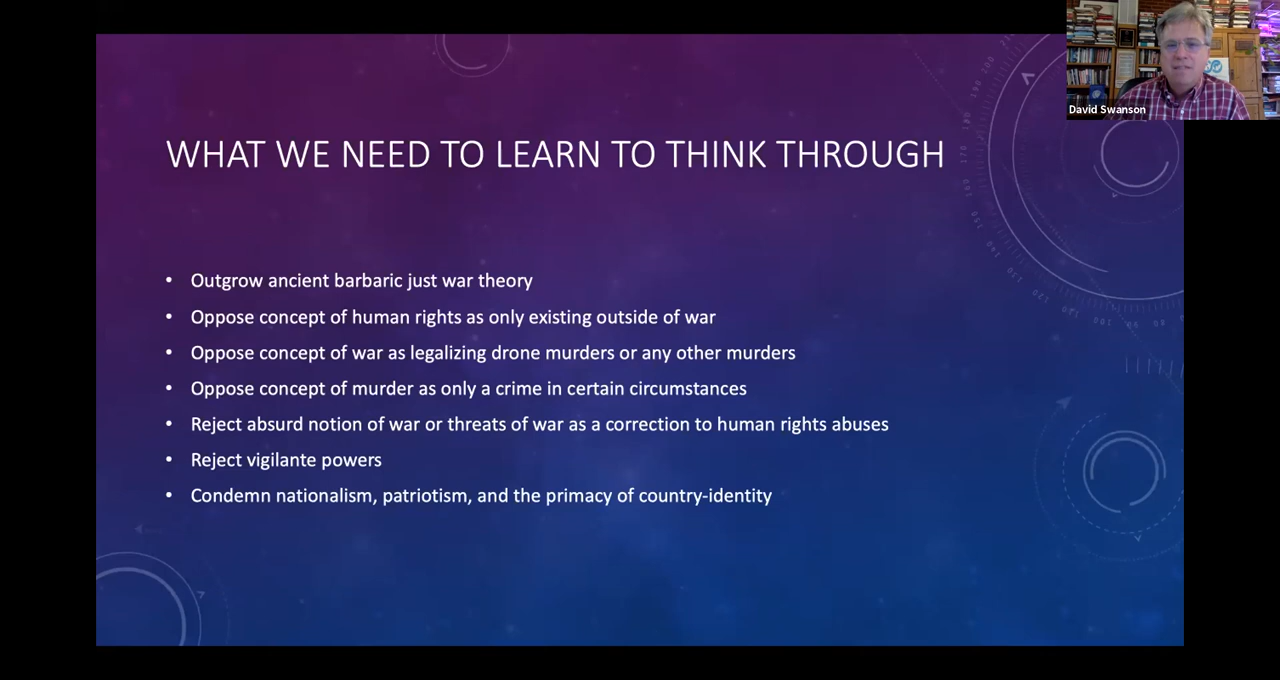 David Swanson
WHAT WE NEED TO LEARN TO THINK THROUGH
• Outgrow ancient barbaric just war theory
• Oppose concept of human rights as only existing outside of war
• Oppose concept of war as legalizing drone murders or any other murders
• Oppose concept of murder as only a crime in certain circumstances
• Reject absurd notion of war or threats of war as a correction to human rights abuses
• Reject vigilante powers
• Condemn nationalism, patriotism, and the primacy of country-identity